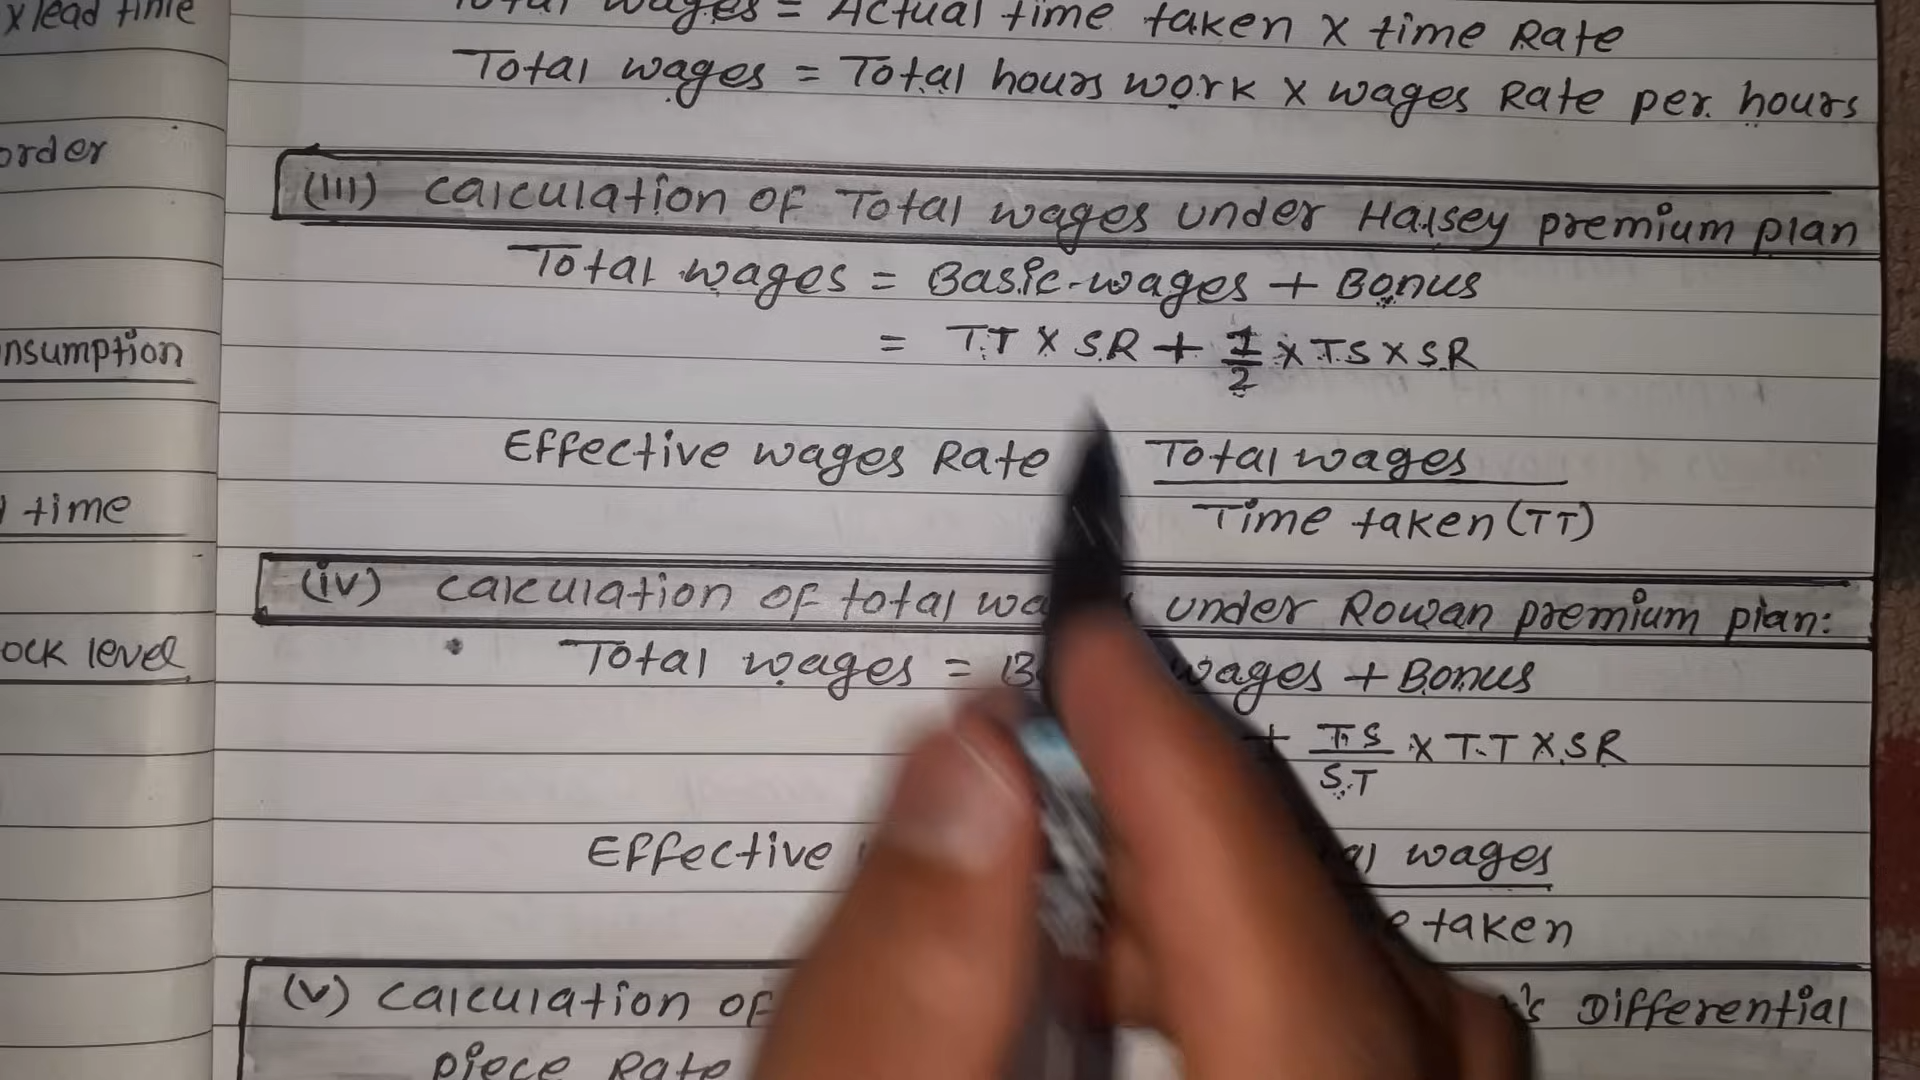 x lead time
order
nsumption
time
ock level
Total wages = Actual time taken x time Rate
Total wages = Total hours work x wages Rate per. hours
(III) calculation of Total wages under Halsey premium plan
Total wages = Basic wages + Bonus
= T.T x S.R + 1/2 x T.S x S.R
Effective wages Rate Total wages
Time taken (TT)
(iv) calculation of total under Rowan premium plan:
Total wages = wages + Bonus
+ T.S/S.T x T.T x S.R
Effective wages
taken
(v) calculation of 's Differential
piece Rate